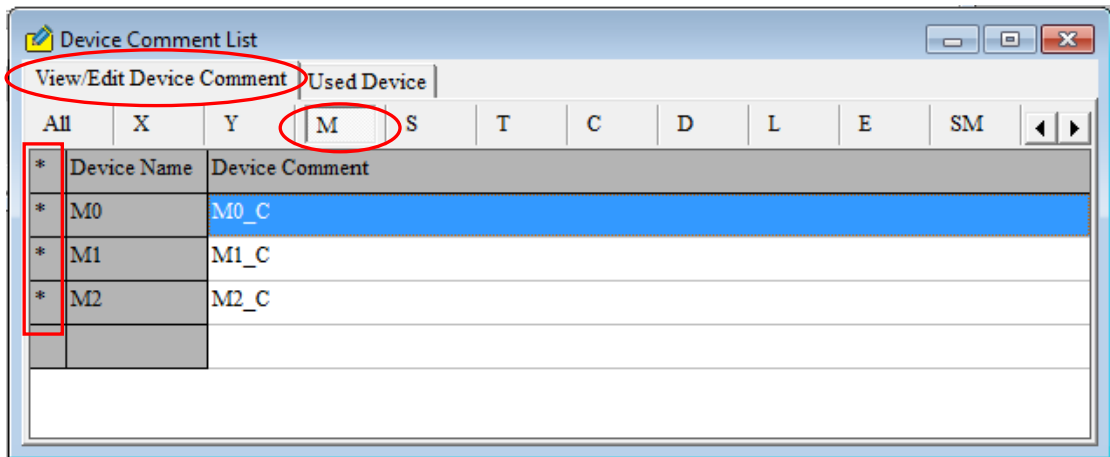 Device Comment List
View/Edit Device Comment Used Device
All X Y M S T C D L E SM
* Device Name Device Comment
* M0 M0_C
* M1 M1_C
* M2 M2_C